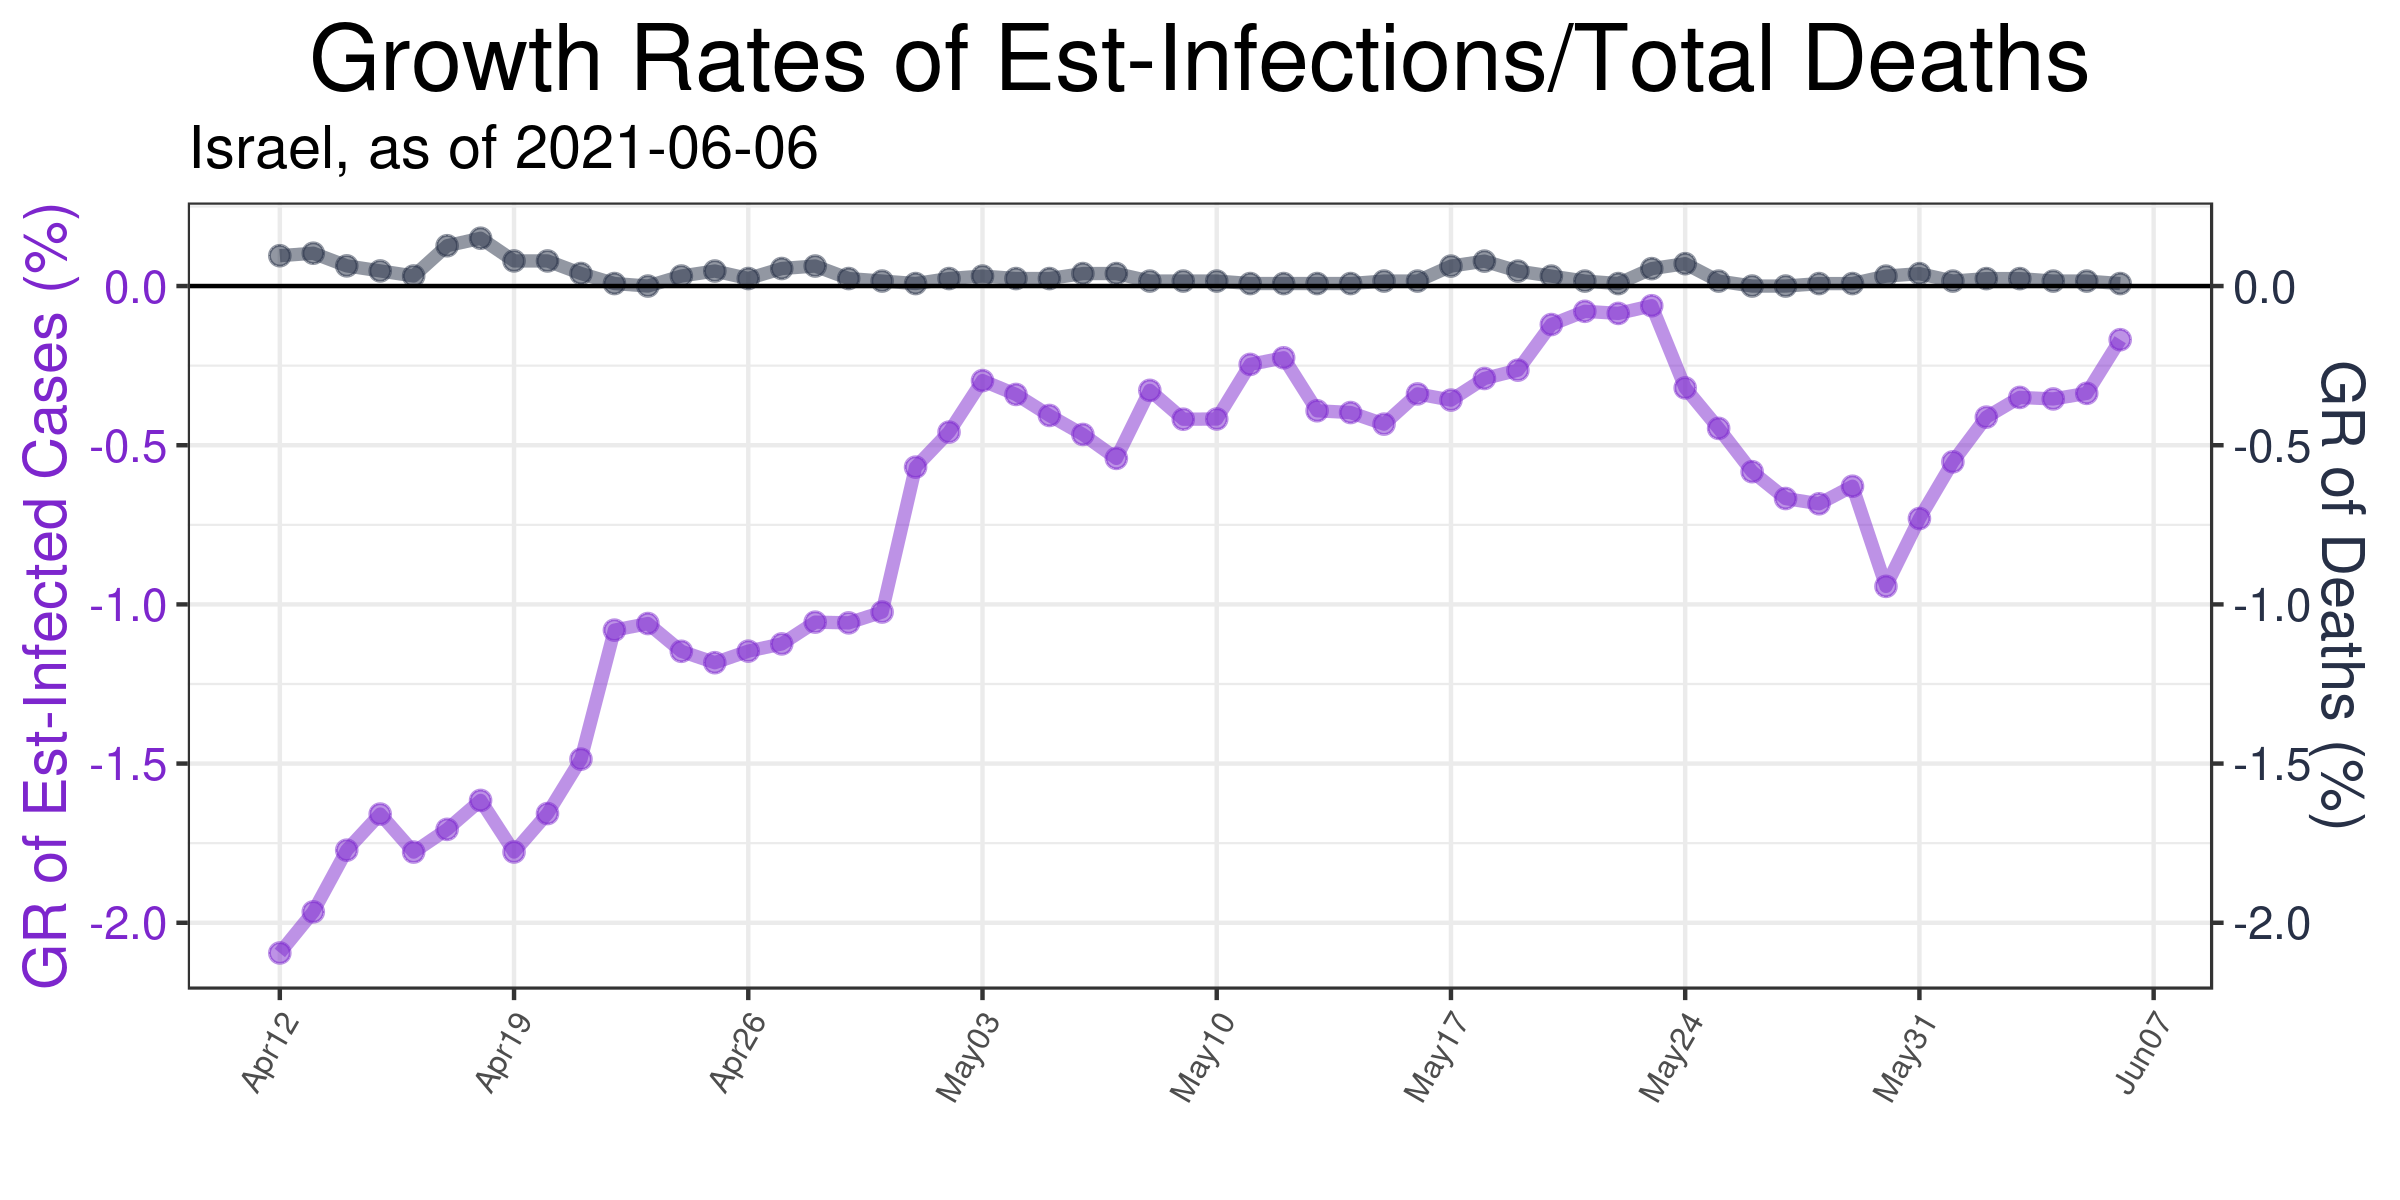 Growth Rates of Est-Infections/Total Deaths
Israel, as of 2021-06-06
GR of Est-Infected Cases (%)
0.0
-0.5
-1.0
-1.5
-2.0
0.0
-0.5
-1.0
-1.5
-2.0
GR of Deaths (%)
Apr12
Apr19
Apr26
May03
May10
May17
May24
May31
Jun07